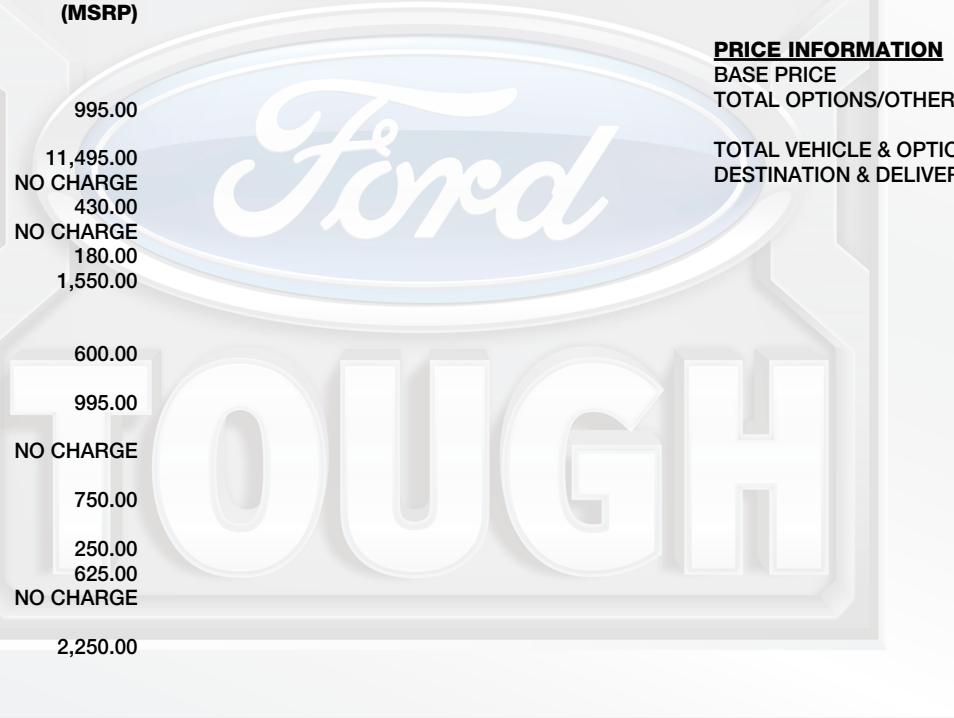 (MSRP)
995.00
11,495.00
NO CHARGE
430.00
NO CHARGE
180.00
1,550.00
600.00
995.00
NO CHARGE
750.00
250.00
625.00
NO CHARGE
2,250.00
PRICE INFORMATION
BASE PRICE
TOTAL OPTIONS/OTHER
TOTAL VEHICLE & OPTIO
DESTINATION & DELIVER
Ford
TOUGH